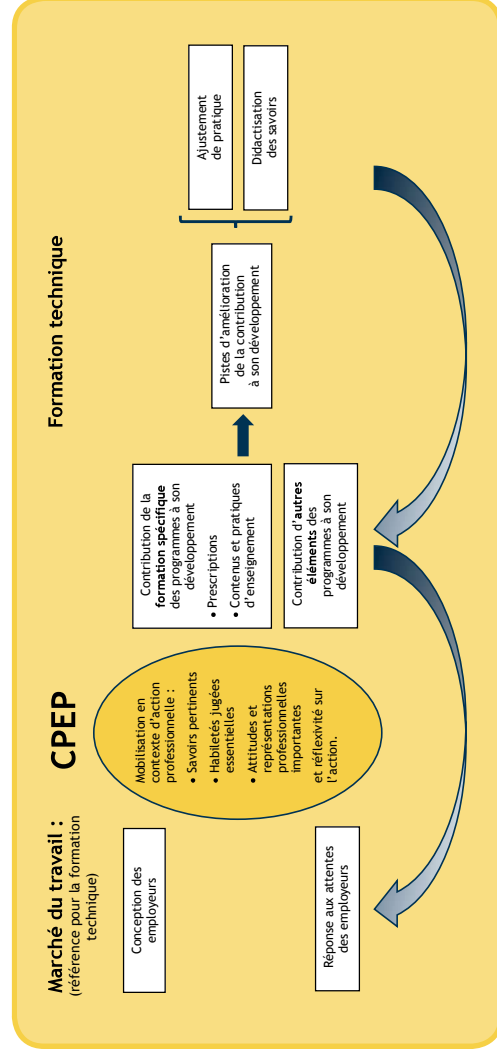 Marché du travail :
(référence pour la formation
technique)
Conception des
employeurs
Réponse aux attentes
des employeurs
CPEP
Mobilisation en
contexte d'action
professionnelle :
• Savoirs pertinents
• Habiletés jugées
essentielles
• Attitudes et
représentations
professionnelles
importantes
et réflexivité sur
l'action.
Formation technique
Contribution de la
formation spécifique
des programmes à son
développement
• Prescriptions
• Contenus et pratiques
d'enseignement
Contribution d'autres
éléments des
programmes à son
développement
Pistes d'amélioration
de la contribution
à son développement
Ajustement
de pratique
Didactisation
des savoirs